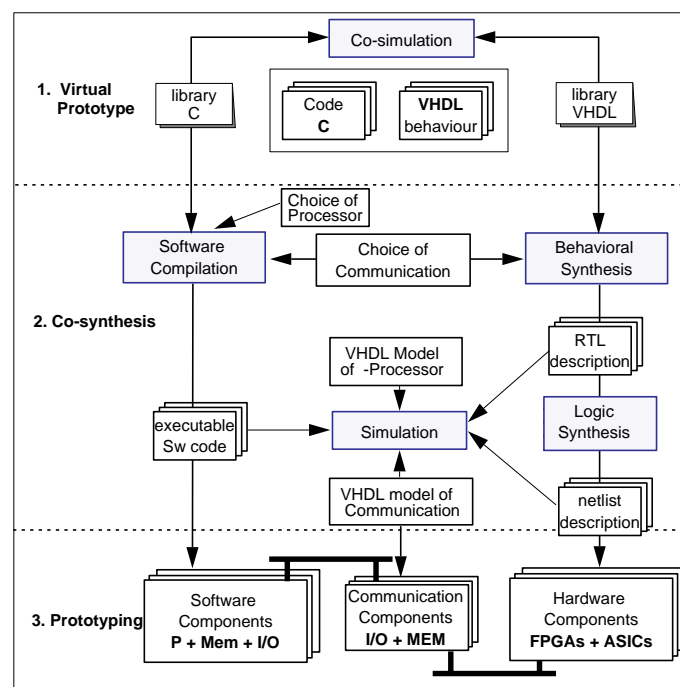 Co-simulation
1. Virtual
Prototype
library
C
Code
C
VHDL
behaviour
library
VHDL
Choice of
Processor
Software
Compilation
Choice of
Communication
Behavioral
Synthesis
2. Co-synthesis
VHDL Model
of -Processor
RTL
description
executable
Sw code
Simulation
Logic
Synthesis
VHDL model of
Communication
netlist
description
3. Prototyping
Software
Components
P + Mem + I/O
Communication
Components
I/O + MEM
Hardware
Components
FPGAs + ASICs